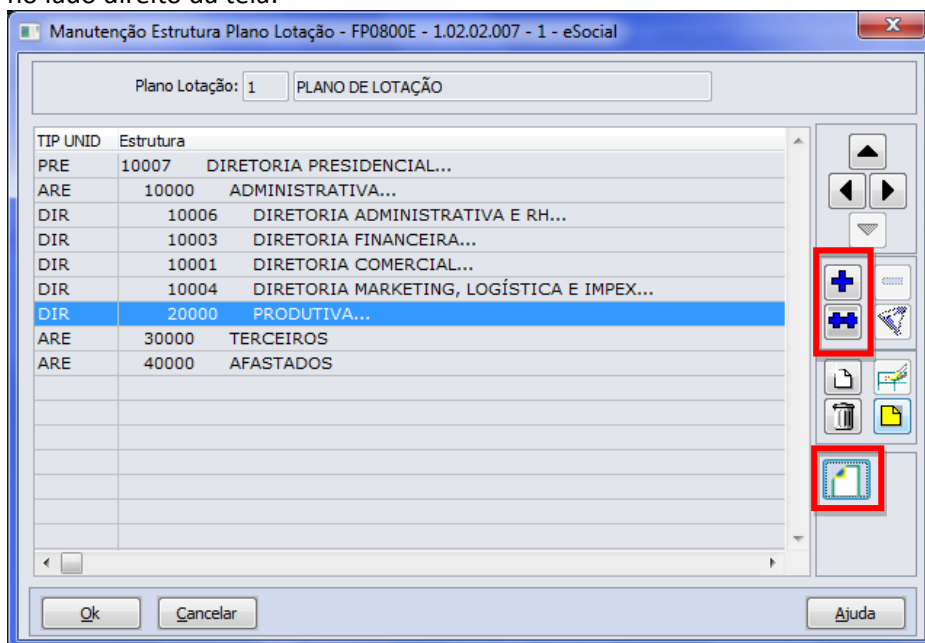 no lado direito da tela:
Manutenção Estrutura Plano Lotação - FP0800E - 1.02.02.007 - 1 - eSocial
Plano Lotação: 1 PLANO DE LOTAÇÃO
TIP UNID Estrutura
PRE 10007 DIRETORIA PRESIDENCIAL...
ARE 10000 ADMINISTRATIVA...
DIR 10006 DIRETORIA ADMINISTRATIVA E RH...
DIR 10003 DIRETORIA FINANCEIRA...
DIR 10001 DIRETORIA COMERCIAL...
DIR 10004 DIRETORIA MARKETING, LOGÍSTICA E IMPEX...
DIR 20000 PRODUTIVA...
ARE 30000 TERCEIROS
ARE 40000 AFASTADOS
Ok Cancelar Ajuda